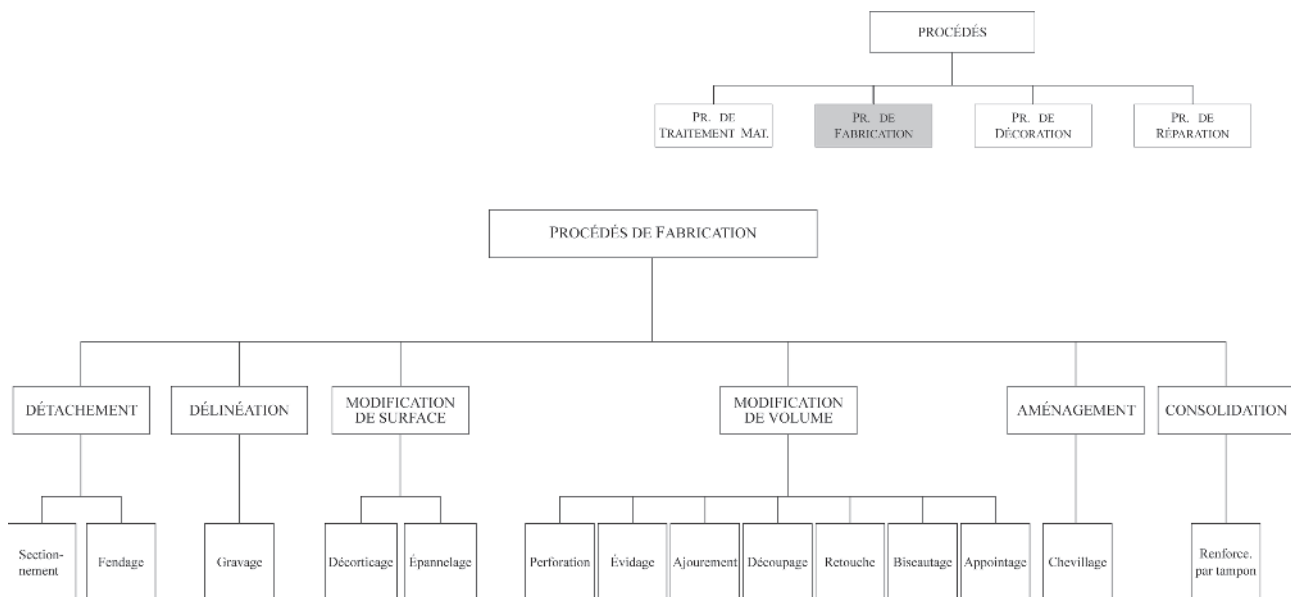 PROCÉDÉS
PR. DE
TRAITEMENT MAT.
PR. DE
FABRICATION
PR. DE
DÉCORATION
PR. DE
RÉPARATION
PROCÉDÉS DE FABRICATION
DÉTACHEMENT
DÉLINÉATION
MODIFICATION
DE SURFACE
MODIFICATION
DE VOLUME
AMÉNAGEMENT
CONSOLIDATION
Section-
nement
Fendage
Gravage
Décorticage
Épannelage
Perforation
Évidage
Ajourement
Découpage
Retouche
Biseautage
Appointage
Chevillage
Renforce.
par tampon